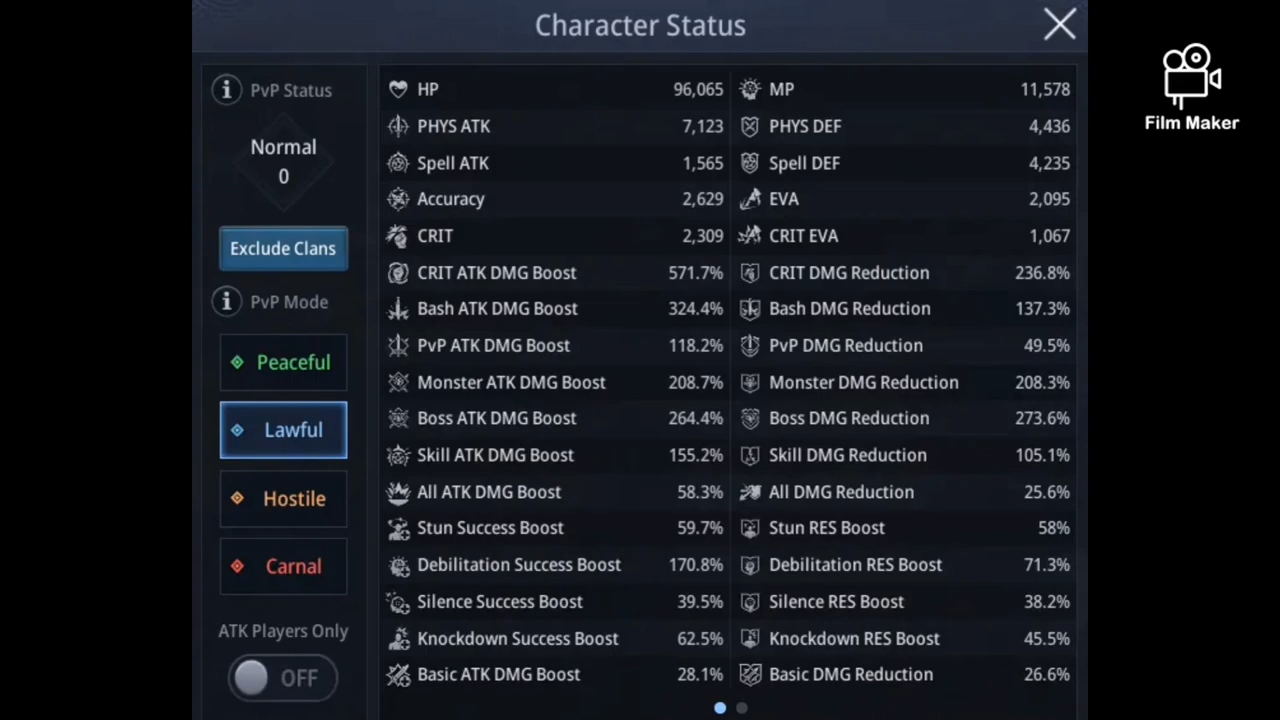 Character Status
Film Maker
PvP Status
Normal
0
Exclude Clans
PvP Mode
Peaceful
Lawful
Hostile
Carnal
ATK Players Only
OFF
HP 96,065 MP 11,578
PHYS ATK 7,123 PHYS DEF 4,436
Spell ATK 1,565 Spell DEF 4,235
Accuracy 2,629 EVA 2,095
CRIT 2,309 CRIT EVA 1,067
CRIT ATK DMG Boost 571.7% CRIT DMG Reduction 236.8%
Bash ATK DMG Boost 324.4% Bash DMG Reduction 137.3%
PvP ATK DMG Boost 118.2% PvP DMG Reduction 49.5%
Monster ATK DMG Boost 208.7% Monster DMG Reduction 208.3%
Boss ATK DMG Boost 264.4% Boss DMG Reduction 273.6%
Skill ATK DMG Boost 155.2% Skill DMG Reduction 105.1%
All ATK DMG Boost 58.3% All DMG Reduction 25.6%
Stun Success Boost 59.7% Stun RES Boost 58%
Debilitation Success Boost 170.8% Debilitation RES Boost 71.3%
Silence Success Boost 39.5% Silence RES Boost 38.2%
Knockdown Success Boost 62.5% Knockdown RES Boost 45.5%
Basic ATK DMG Boost 28.1% Basic DMG Reduction 26.6%